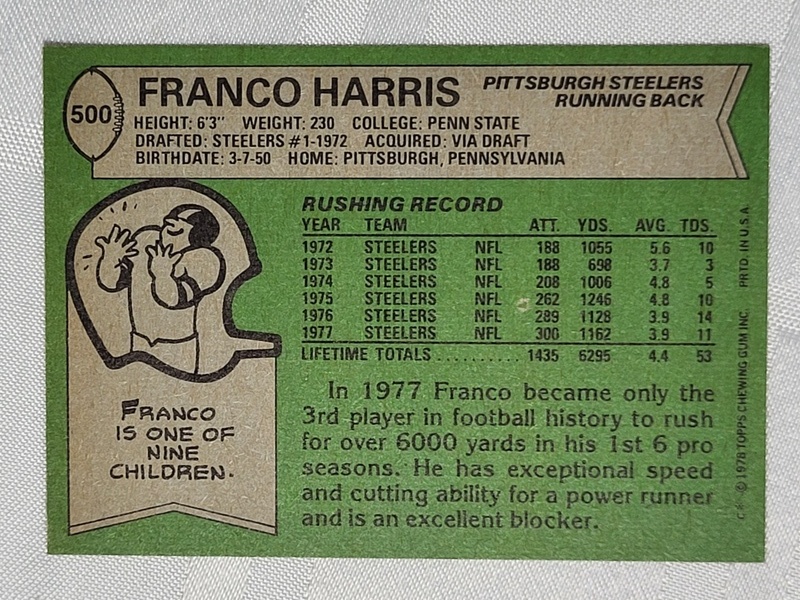 500
FRANCO HARRIS
PITTSBURGH STEELERS
RUNNING BACK
HEIGHT: 6'3" WEIGHT: 230 COLLEGE: PENN STATE
DRAFTED: STEELERS #1-1972 ACQUIRED: VIA DRAFT
BIRTHDATE: 3-7-50 HOME: PITTSBURGH, PENNSYLVANIA
RUSHING RECORD
YEAR TEAM ATT. YDS. AVG. TDS.
1972 STEELERS NFL 188 1055 5.6 10
1973 STEELERS NFL 188 698 3.7 3
1974 STEELERS NFL 208 1006 4.8 5
1975 STEELERS NFL 262 1246 4.8 10
1976 STEELERS NFL 289 1128 3.9 14
1977 STEELERS NFL 300 1162 3.9 11
LIFETIME TOTALS .......... 1435 6295 4.4 53
FRANCO
IS ONE OF
NINE
CHILDREN.
In 1977 Franco became only the
3rd player in football history to rush
for over 6000 yards in his 1st 6 pro
seasons. He has exceptional speed
and cutting ability for a power runner
and is an excellent blocker.
C* © 1978 TOPPS CHEWING GUM INC. PRTD. IN U.S.A.